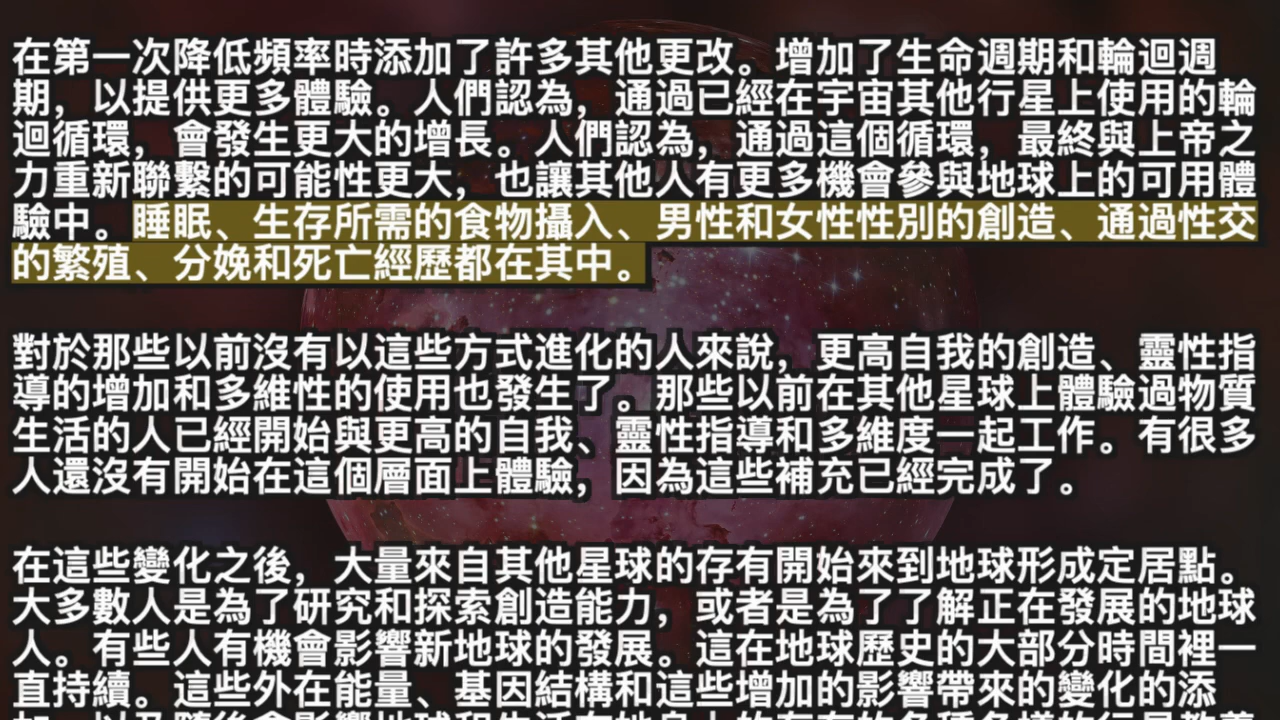 在第一次降低頻率時添加了許多其他更改。增加了生命週期和輪迴週
期，以提供更多體驗。人們認為，通過已經在宇宙其他行星上使用的輪
迴循環，會發生更大的增長。人們認為，通過這個循環，最終與上帝之
力重新聯繫的可能性更大，也讓其他人有更多機會參與地球上的可用體
驗中。睡眠、生存所需的食物攝入、男性和女性性別的創造、通過性交
的繁殖、分娩和死亡經歷都在其中。
對於那些以前沒有以這些方式進化的人來說，更高自我的創造、靈性指
導的增加和多維性的使用也發生了。那些以前在其他星球上體驗過物質
生活的人已經開始與更高的自我、靈性指導和多維度一起工作。有很多
人還沒有開始在這個層面上體驗，因為這些補充已經完成了。
在這些變化之後，大量來自其他星球的存有開始來到地球形成定居點。
大多數人是為了研究和探索創造能力，或者是為了了解正在發展的地球
人。有些人有機會影響新地球的發展。這在地球歷史的大部分時間裡一
直持續。這些外在能量、基因結構和這些增加的影響帶來的變化的添